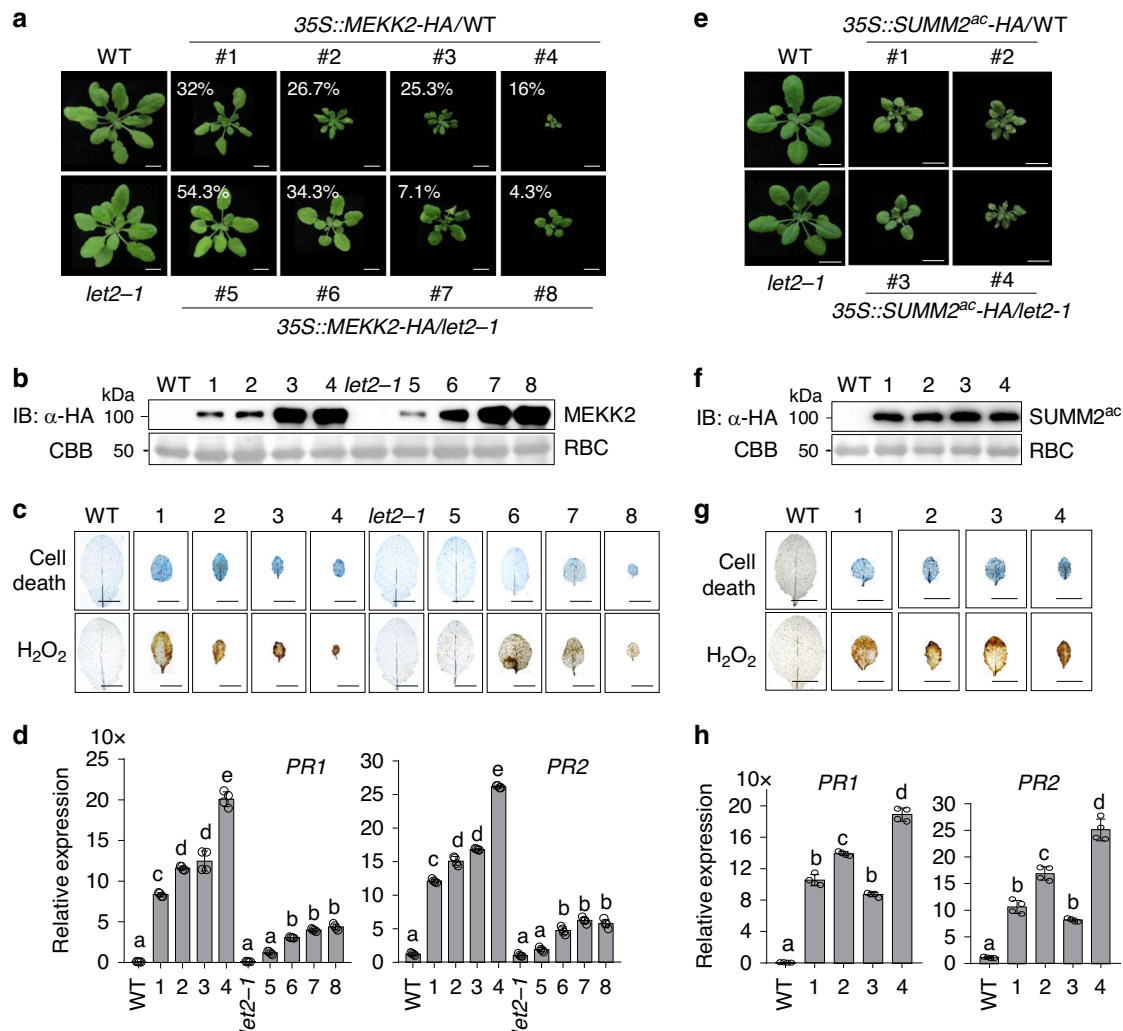 a
35S::MEKK2-HA/WT
WT #1 #2 #3 #4
32% 26.7% 25.3% 16%
54.3% 34.3% 7.1% 4.3%
let2–1 #5 #6 #7 #8
35S::MEKK2-HA/let2–1
e
35S::SUMM2ac-HA/WT
WT #1 #2
let2–1 #3 #4
35S::SUMM2ac-HA/let2-1
b
kDa WT 1 2 3 4 let2–1 5 6 7 8
IB: α-HA 100 MEKK2
CBB 50 RBC
f
kDa WT 1 2 3 4
IB: α-HA 100 SUMM2ac
CBB 50 RBC
c
WT 1 2 3 4 let2–1 5 6 7 8
Cell
death
H2O2
g
WT 1 2 3 4
Cell
death
H2O2
d
10×
Relative expression
PR1
25
20
15
10
5
0
a c d d e a a b b b
WT 1 2 3 4 let2–1 5 6 7 8
PR2
30
25
20
15
10
5
0
a c d d e a a b b b
WT 1 2 3 4 let2–1 5 6 7 8
h
10×
Relative expression
PR1
20
16
12
8
4
0
a b c b d
WT 1 2 3 4
PR2
30
25
20
15
10
5
0
a b c b d
WT 1 2 3 4